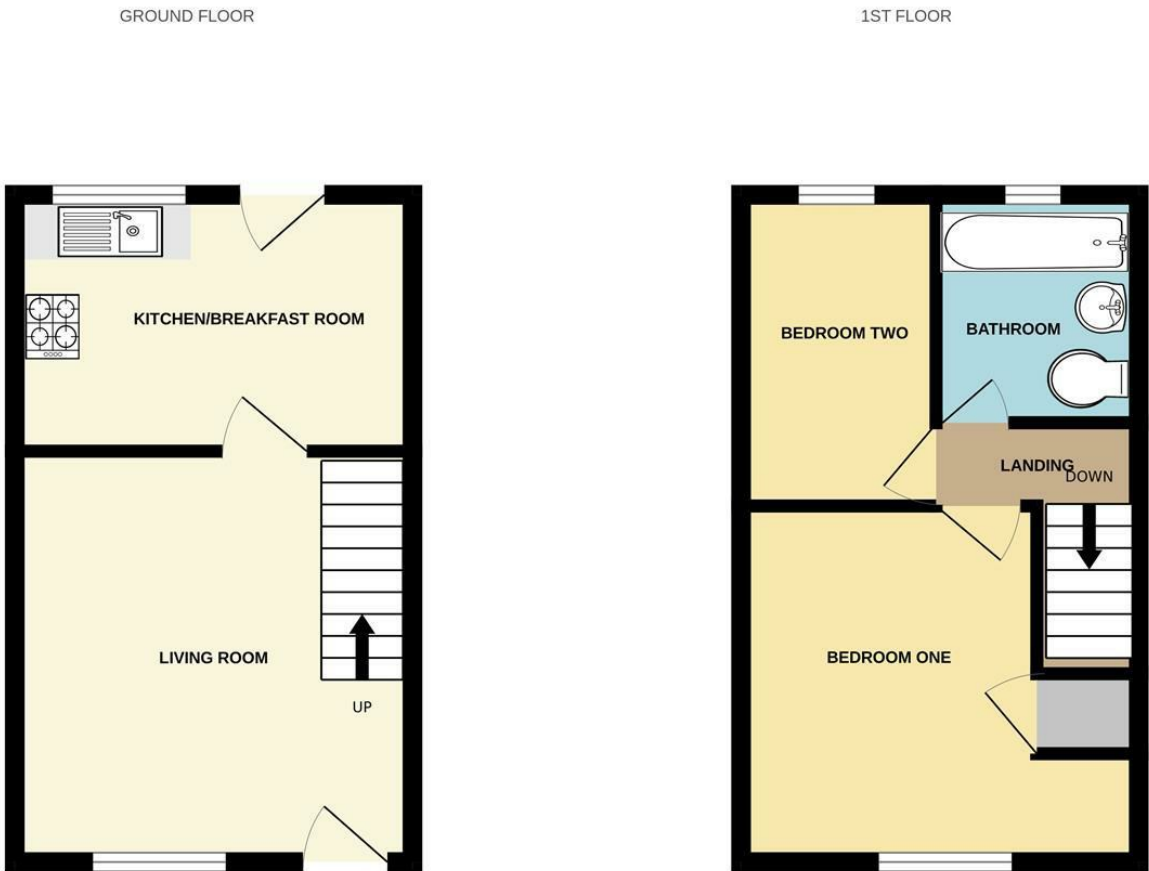 GROUND FLOOR
KITCHEN/BREAKFAST ROOM
LIVING ROOM
UP
1ST FLOOR
BEDROOM TWO
BATHROOM
LANDING
DOWN
BEDROOM ONE